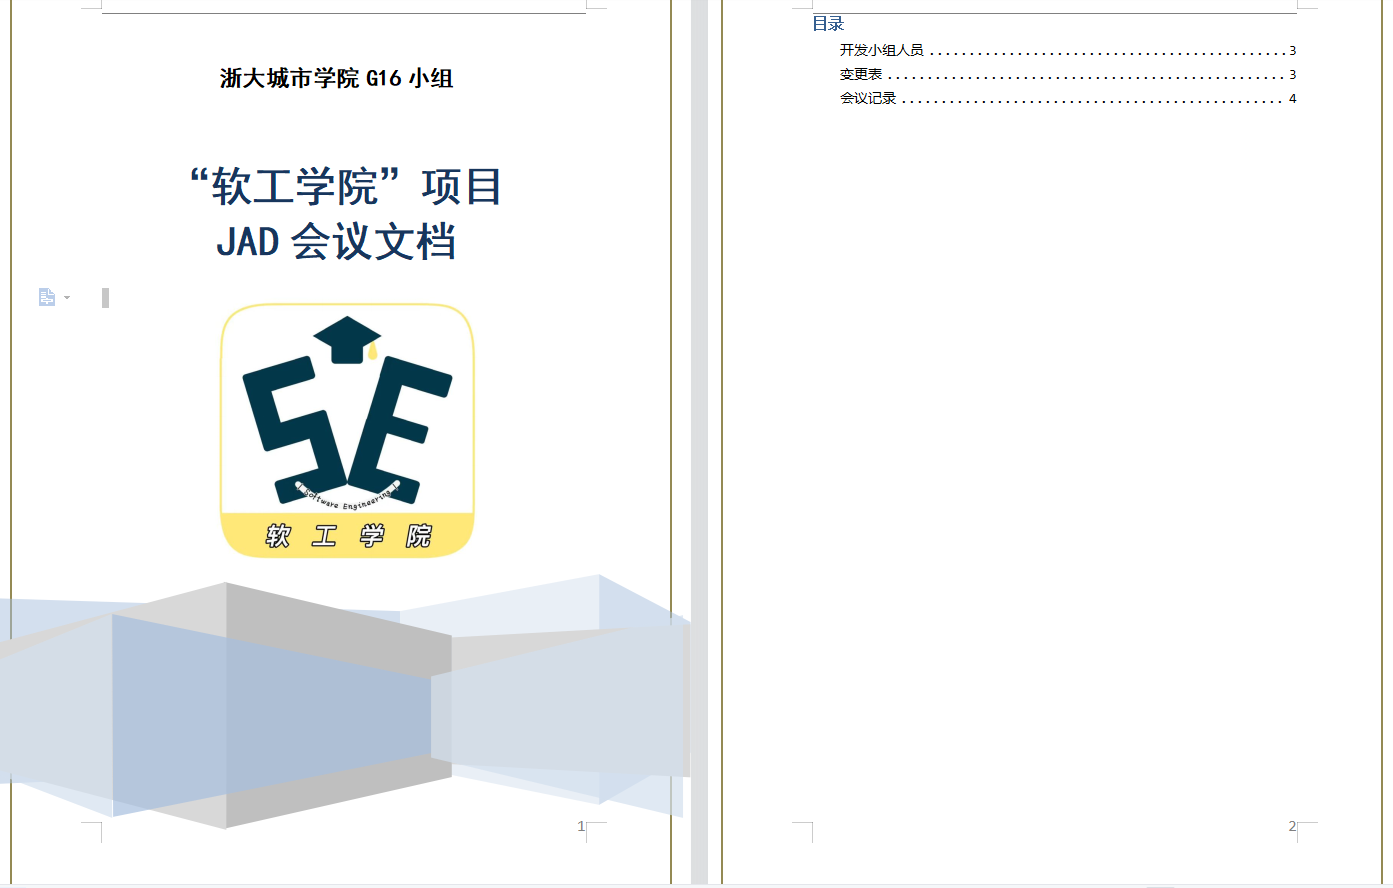 浙大城市学院 G16 小组
“软工学院”项目
JAD 会议文档
SE
Software Engineering
软 工 学 院
1
目录
开发小组人员 ............................................. 3
变更表 .................................................. 3
会议记录 ................................................ 4
2